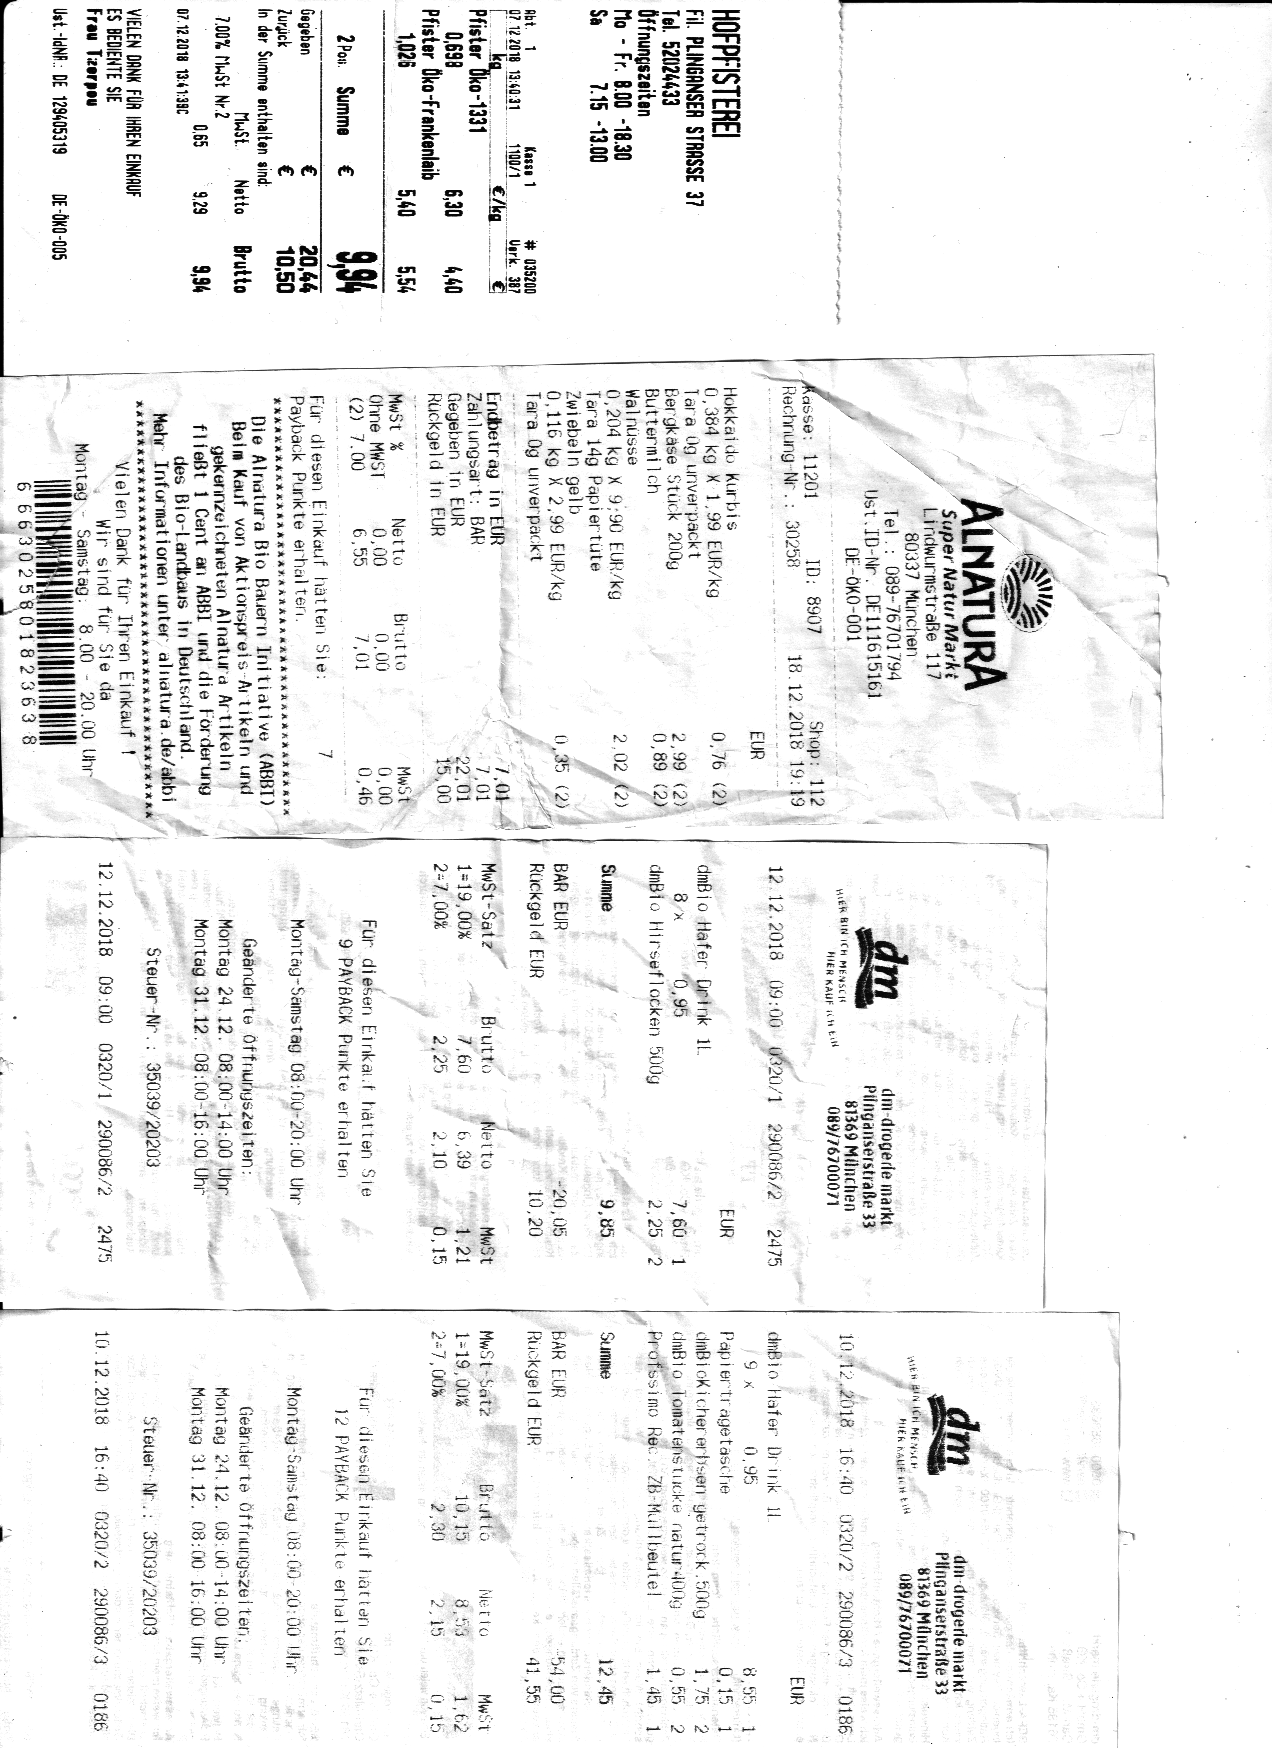 HOFPFISTEREI
Fil. PLINGANSER STRASSE 37
Tel. 52024433
Öffnungszeiten
Mo - Fr. 8.00 -18.30
Sa 7.15 -13.00
Abt. 1 Kasse 1 # 035200
07.12.2018 13:40:31 1100/1 Verk. 387
kg €/kg €
Pfister Öko-1331
0,698 6,30 4,40
Pfister Öko-Frankenlaib
1,026 5,40 5,54
2 Pos. Summe € 9,94
Gegeben € 20,44
Zurück € 10,50
In der Summe enthalten sind:
MwSt. Netto Brutto
7.00% MwSt Nr.2
0.65 9,29 9,94
07.12.2018 13:41:39C
VIELEN DANK FÜR IHREN EINKAUF
ES BEDIENTE SIE
Frau
Ust.-IdNR.: DE 129405319 DE-ÖKO-005
ALNATURA
Super Natur Markt
Lindwurmstraße 117
80337 München
Tel.: 089-76701794
Ust.ID-Nr. DE111615161
DE-ÖKO-001
Kasse: 11201 ID: 8907 Shop: 112
Rechnung-Nr.: 30258 18.12.2018 19:19
EUR
Hokkaido Kürbis
0,384 kg X 1,99 EUR/kg 0,76 (2)
Tara 0g unverpackt
Bergkäse Stück 200g 2,99 (2)
Buttermilch 0,89 (2)
Walnüsse
0,204 kg X 9,90 EUR/kg 2,02 (2)
Tara 14g Papiertüte
Zwiebeln gelb
0,116 kg X 2,99 EUR/kg 0,35 (2)
Tara 0g unverpackt
Endbetrag in EUR 7,01
Zahlungsart: BAR 7,01
Gegeben in EUR 22,01
Rückgeld in EUR 15,00
MwSt % Netto Brutto MwSt
Ohne MWST 0,00 0,00 0,00
(2) 7.00 6,55 7,01 0,46
Für diesen Einkauf hätten Sie: 7
Payback Punkte erhalten.
****************************************
Die Alnatura Bio Bauern Initiative (ABBI)
Beim Kauf von Aktionspreis-Artikeln und
gekennzeichneten Alnatura Artikeln
fließt 1 Cent an ABBI und die Förderung
des Bio-Landbaus in Deutschland.
Mehr Informationen unter alnatura.de/abbi
****************************************
Vielen Dank für Ihren Einkauf !
Wir sind für Sie da
Montag - Samstag: 8.00 - 20.00 Uhr
6663025801823638
dm
HIER BIN ICH MENSCH
HIER KAUF ICH EIN
dm-drogerie markt
Plinganserstraße 33
81369 München
089/76700071
12.12.2018 09:00 0320/1 290086/2 2475
EUR
dmBio Hafer Drink 1L
8 x 0,95 7,60 1
dmBio Hirseflocken 500g 2,25 2
Summe 9,85
BAR EUR -20,05
Rückgeld EUR 10,20
MwSt-Satz Brutto Netto MwSt
1=19,00% 7,60 6,39 1,21
2=7,00% 2,25 2,10 0,15
Für diesen Einkauf hätten Sie
9 PAYBACK Punkte erhalten
Montag-Samstag 08:00-20:00 Uhr
Geänderte Öffnungszeiten:
Montag 24.12. 08:00-14:00 Uhr
Montag 31.12. 08:00-16:00 Uhr
Steuer-Nr.: 35039/20203
12.12.2018 09:00 0320/1 290086/2 2475
dm
HIER BIN ICH MENSCH
HIER KAUF ICH EIN
dm-drogerie markt
Plinganserstraße 33
81369 München
089/76700071
10.12.2018 16:40 0320/2 290086/3 0186
EUR
dmBio Hafer Drink 1L
9 x 0,95 8,55 1
Papiertragetasche 0,15 1
dmBioKichererbsen getrock.500g 1,75 2
dmBio Tomatenstücke natur400g 0,55 2
Profissimo Rec. ZB-Müllbeutel 1,45 1
Summe 12,45
BAR EUR -54,00
Rückgeld EUR 41,55
MwSt-Satz Brutto Netto MwSt
1=19,00% 10,15 8,53 1,62
2=7,00% 2,30 2,15 0,15
Für diesen Einkauf hätten Sie
12 PAYBACK Punkte erhalten
Montag-Samstag 08:00-20:00 Uhr
Geänderte Öffnungszeiten:
Montag 24.12. 08:00-14:00 Uhr
Montag 31.12. 08:00-16:00 Uhr
Steuer-Nr.: 35039/20203
10.12.2018 16:40 0320/2 290086/3 0186